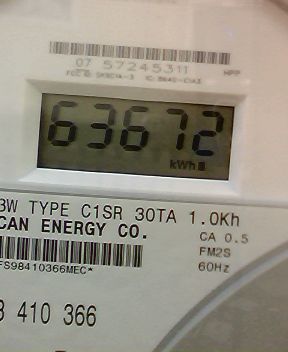 07 57245311 NPP
63672
kWh
3W TYPE C1SR 30TA 1.0Kh
CAN ENERGY CO.
CA 0.5
FM2S
60Hz
FS98410366MEC*
3 410 366